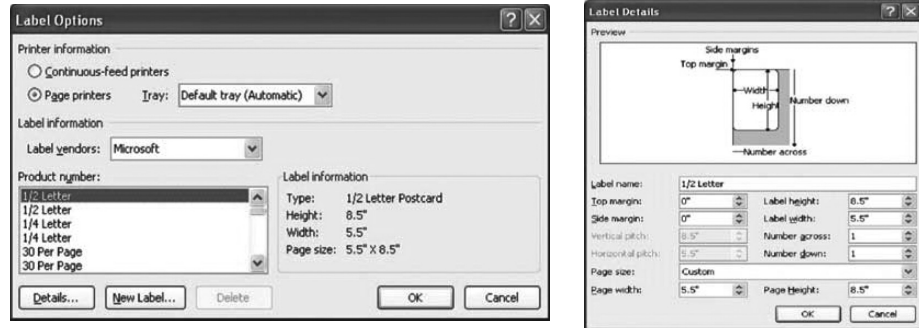 Label Options
Printer information
Continuous-feed printers
Page printers Tray: Default tray (Automatic)
Label information
Label vendors: Microsoft
Product number:
1/2 Letter
1/2 Letter
1/4 Letter
1/4 Letter
30 Per Page
30 Per Page
Label information
Type: 1/2 Letter Postcard
Height: 8.5"
Width: 5.5"
Page size: 5.5" X 8.5"
Details... New Label... Delete OK Cancel
Label Details
Preview
Side margins
Top margin
Width
Height
Number down
Number across
Label name: 1/2 Letter
Top margin: 0" Label height: 8.5"
Side margin: 0" Label width: 5.5"
Vertical pitch: 8.5" Number across: 1
Horizontal pitch: 5.5" Number down: 1
Page size: Custom
Page width: 5.5" Page Height: 8.5"
OK Cancel